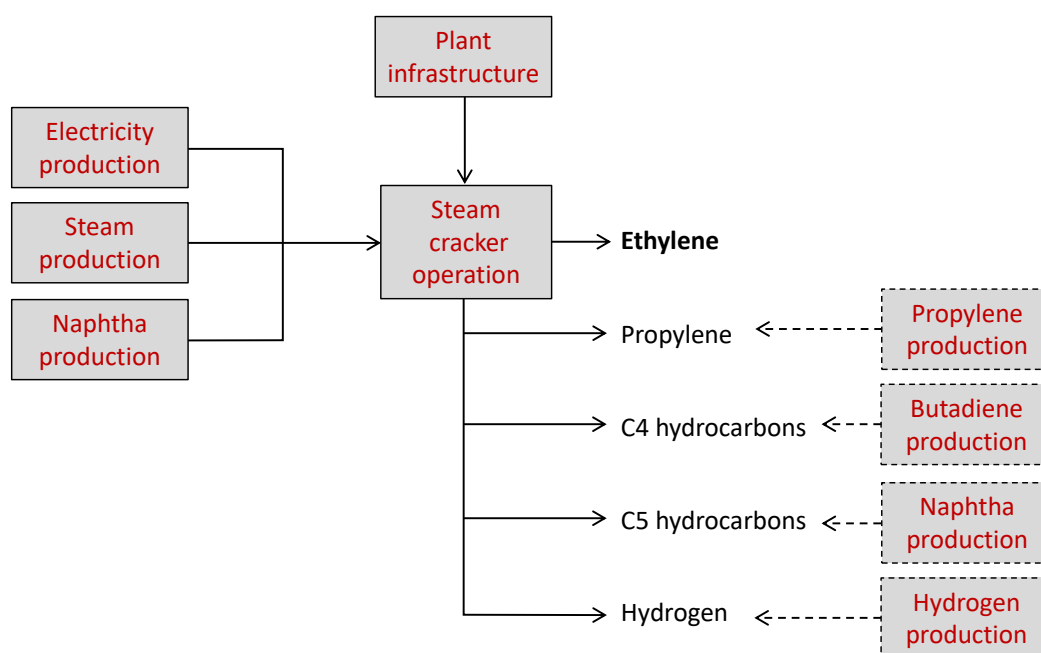 Plant
infrastructure
Electricity
production
Steam
production
Naphtha
production
Steam
cracker
operation
Ethylene
Propylene
C4 hydrocarbons
C5 hydrocarbons
Hydrogen
Propylene
production
Butadiene
production
Naphtha
production
Hydrogen
production